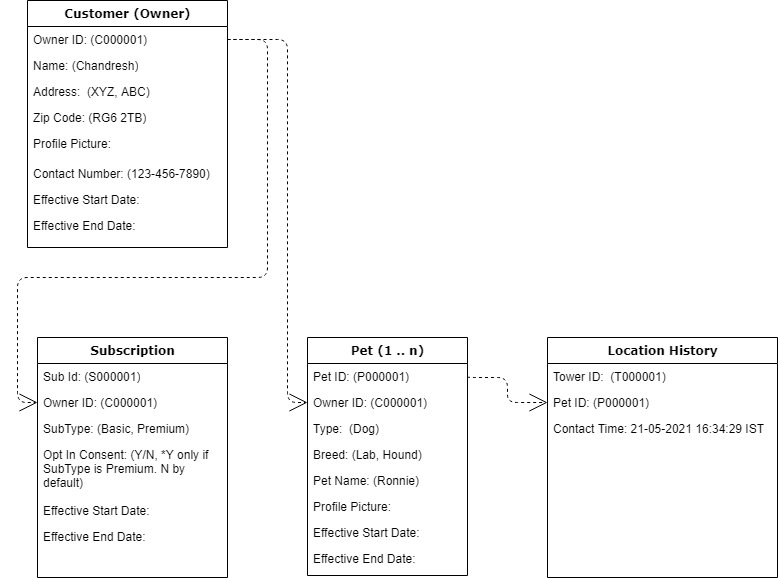 Customer (Owner)
Owner ID: (C000001)
Name: (Chandresh)
Address:  (XYZ, ABC)
Zip Code: (RG6 2TB)
Profile Picture:
Contact Number: (123-456-7890)
Effective Start Date:
Effective End Date:
Subscription
Sub Id: (S000001)
Owner ID: (C000001)
SubType: (Basic, Premium)
Opt In Consent: (Y/N, *Y only if
SubType is Premium. N by
default)
Effective Start Date:
Effective End Date:
Pet (1 .. n)
Pet ID: (P000001)
Owner ID: (C000001)
Type:  (Dog)
Breed: (Lab, Hound)
Pet Name: (Ronnie)
Profile Picture:
Effective Start Date:
Effective End Date:
Location History
Tower ID:  (T000001)
Pet ID: (P000001)
Contact Time: 21-05-2021 16:34:29 IST